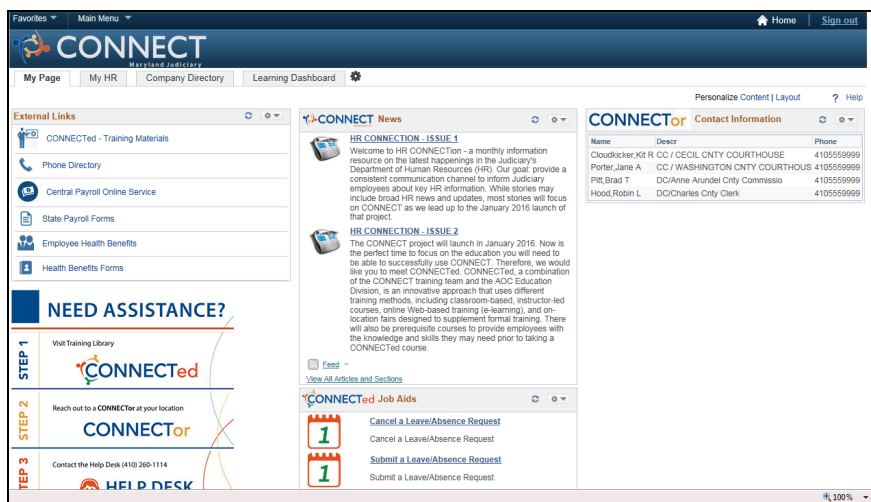 Favorites Main Menu Home Sign out
CONNECT
Maryland Judiciary
My Page My HR Company Directory Learning Dashboard
Personalize Content | Layout ? Help
External Links
CONNECTed - Training Materials
Phone Directory
Central Payroll Online Service
State Payroll Forms
Employee Health Benefits
Health Benefits Forms
NEED ASSISTANCE?
STEP 1
Visit Training Library
CONNECTed
STEP 2
Reach out to a CONNECTor at your location
CONNECTor
STEP 3
Contact the Help Desk (410) 260-1114
HELP DESK
CONNECT News
HR CONNECTION - ISSUE 1
Welcome to HR CONNECTion - a monthly information
resource on the latest happenings in the Judiciary's
Department of Human Resources (HR). Our goal: provide a
consistent communication channel to inform Judiciary
employees about key HR information. While stories may
include broad HR news and updates, most stories will focus
on CONNECT as we lead up to the January 2016 launch of
that project.
HR CONNECTION - ISSUE 2
The CONNECT project will launch in January 2016. Now is
the perfect time to focus on the education you will need to
be able to successfully use CONNECT. Therefore, we would
like you to meet CONNECTed. CONNECTed, a combination
of the CONNECT training team and the AOC Education
Division, is an innovative approach that uses different
training methods, including classroom-based, instructor-led
courses, online Web-based training (e-learning), and on-
location fairs designed to supplement formal training. There
will also be prerequisite courses to provide employees with
the knowledge and skills they may need prior to taking a
CONNECTed course.
Feed
View All Articles and Sections
CONNECTed Job Aids
1
Cancel a Leave/Absence Request
Cancel a Leave/Absence Request
1
Submit a Leave/Absence Request
Submit a Leave/Absence Request
CONNECTor Contact Information
Name Descr Phone
Cloudkicker,Kit R CC / CECIL CNTY COURTHOUSE 4105559999
Porter,Jane A CC / WASHINGTON CNTY COURTHOUS 4105559999
Pitt,Brad T DC/Anne Arundel Cnty Commissio 4105559999
Hood,Robin L DC/Charles Cnty Clerk 4105559999
100%